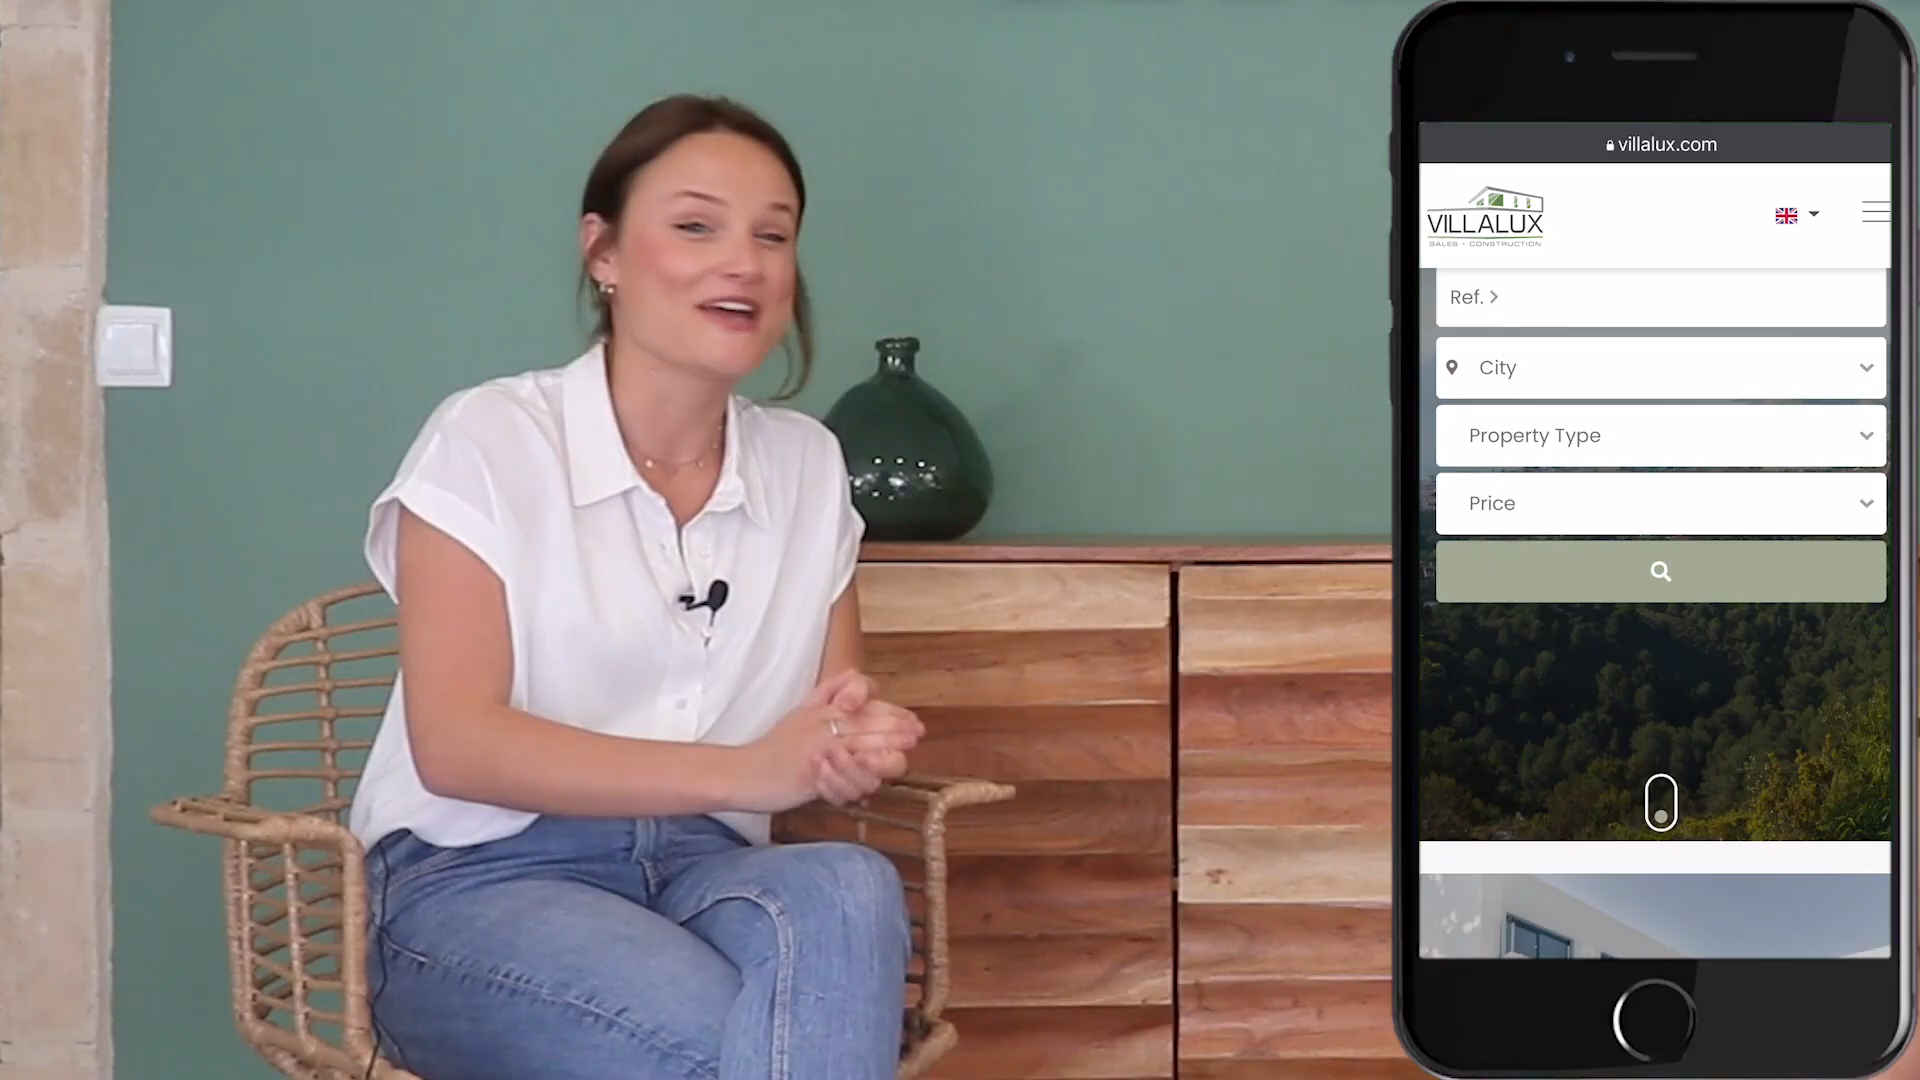 villalux.com
VILLALUX
SALES • CONSTRUCTION
Ref.
City
Property Type
Price